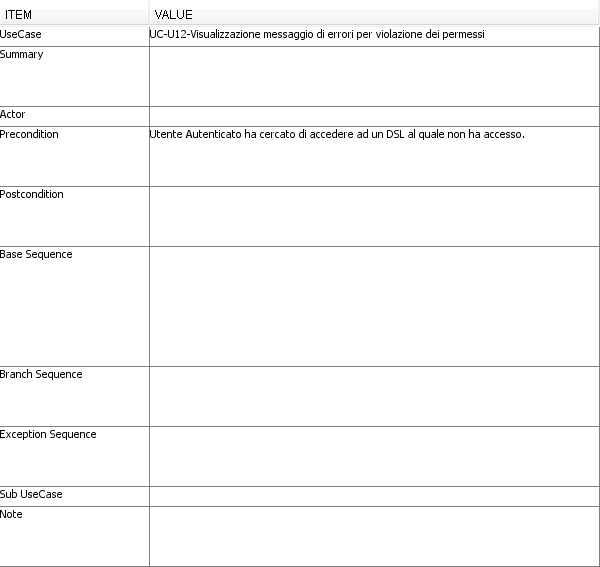 ITEM VALUE
UseCase UC-U12-Visualizzazione messaggio di errori per violazione dei permessi
Summary
Actor
Precondition Utente Autenticato ha cercato di accedere ad un DSL al quale non ha accesso.
Postcondition
Base Sequence
Branch Sequence
Exception Sequence
Sub UseCase
Note